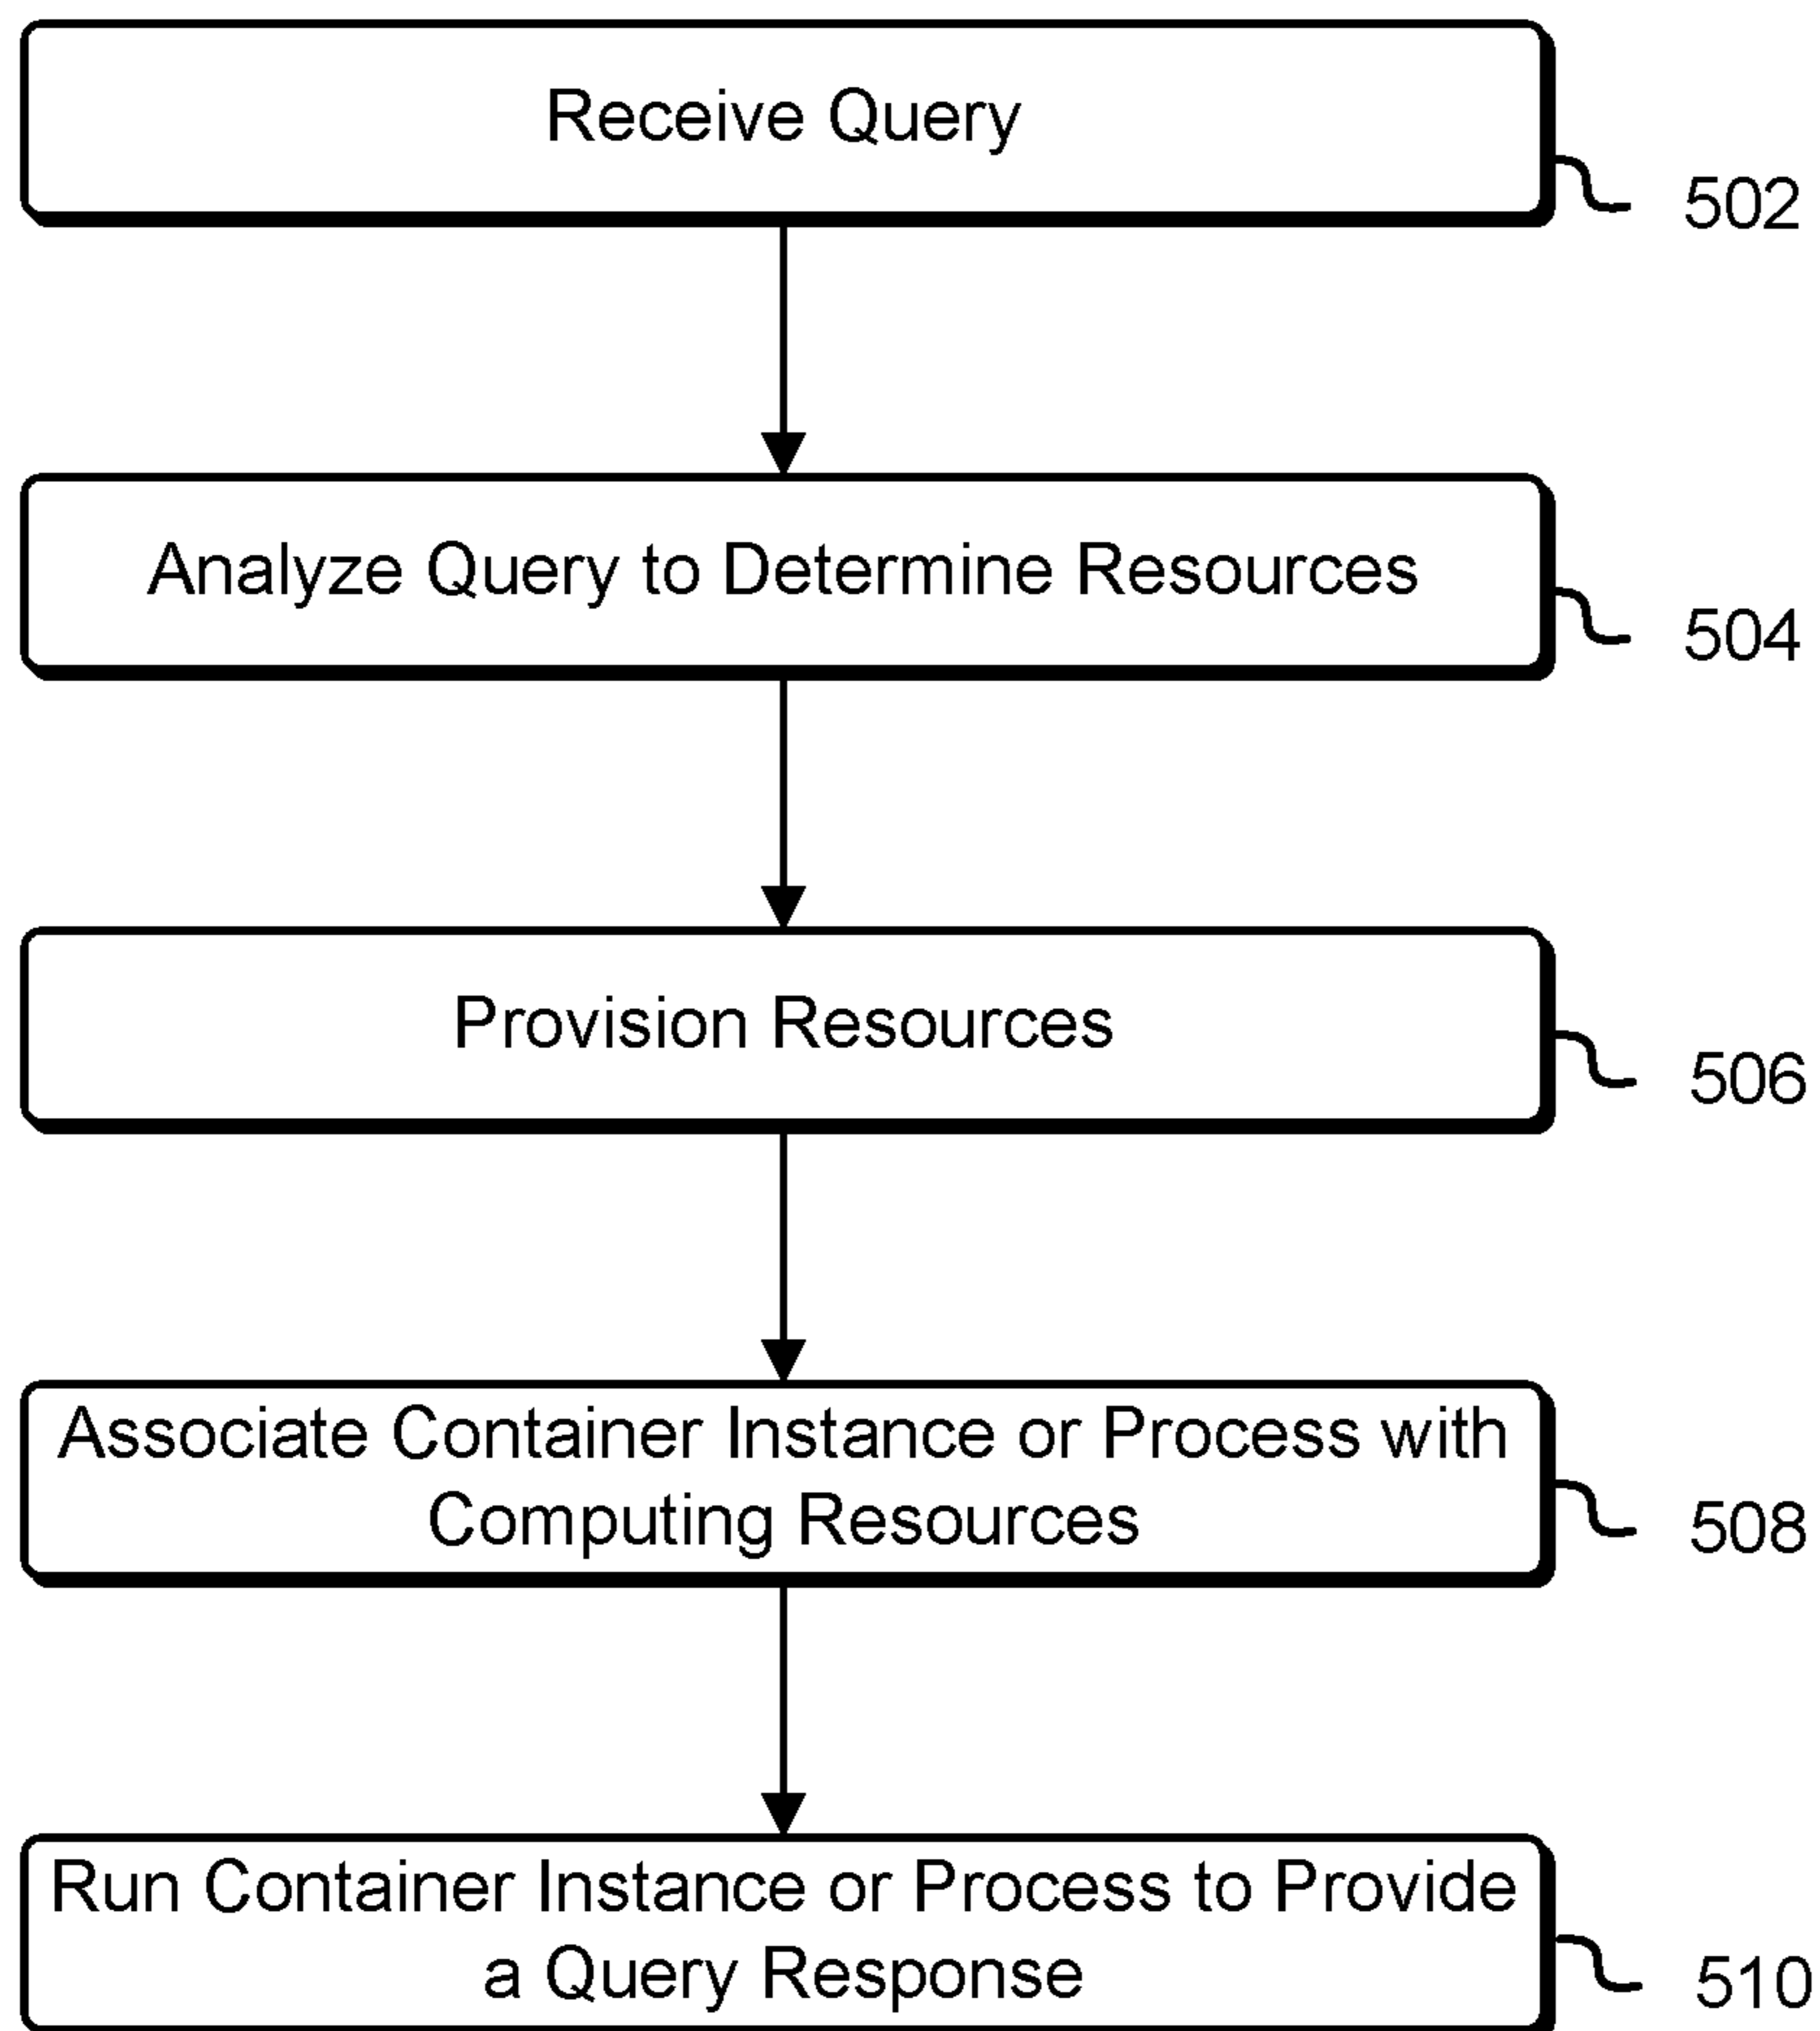 Receive Query
502
Analyze Query to Determine Resources
504
Provision Resources
506
Associate Container Instance or Process with
Computing Resources
508
Run Container Instance or Process to Provide
a Query Response
510